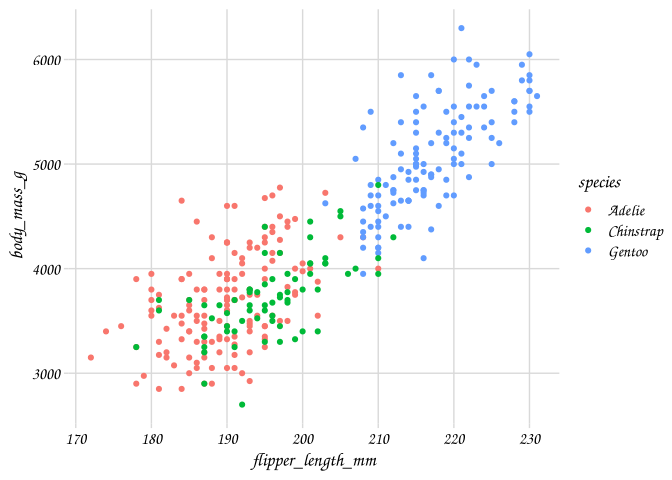 6000
5000
4000
3000
body_mass_g
170 180 190 200 210 220 230
flipper_length_mm
species
Adelie
Chinstrap
Gentoo